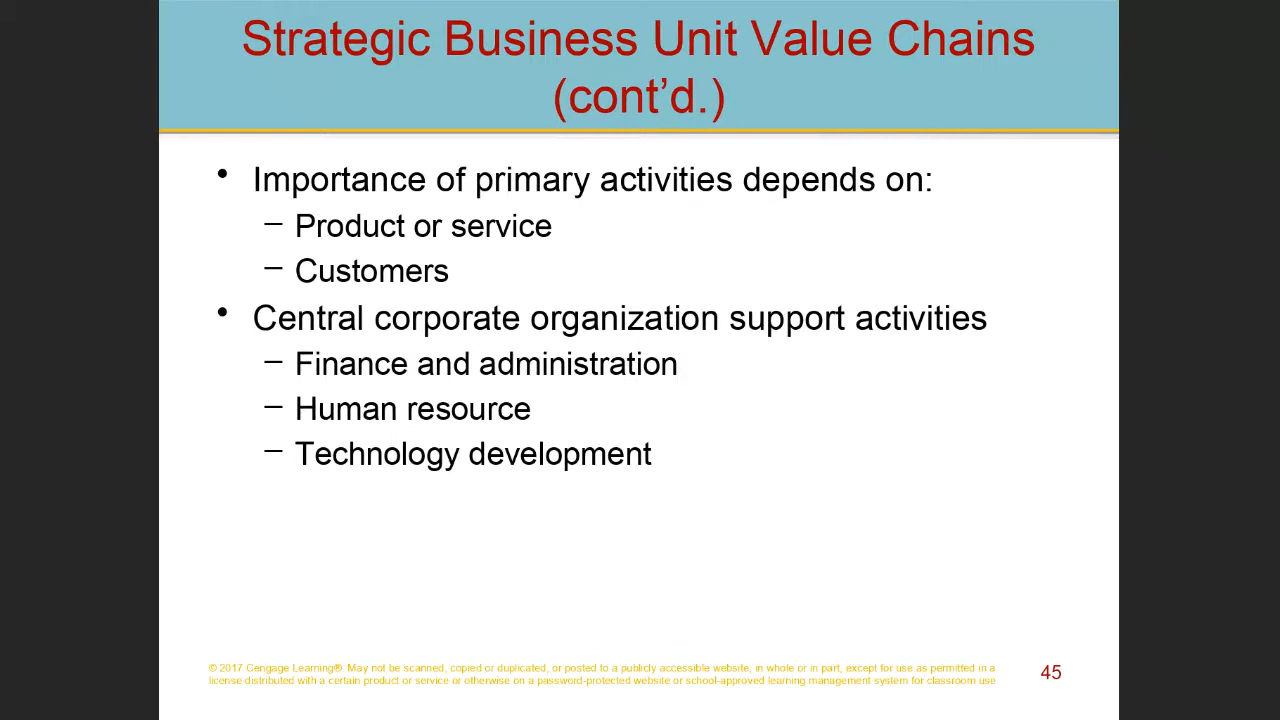 Strategic Business Unit Value Chains
(cont’d.)
• Importance of primary activities depends on:
– Product or service
– Customers
• Central corporate organization support activities
– Finance and administration
– Human resource
– Technology development
© 2017 Cengage Learning®. May not be scanned, copied or duplicated, or posted to a publicly accessible website, in whole or in part, except for use as permitted in a
license distributed with a certain product or service or otherwise on a password-protected website or school-approved learning management system for classroom use
45